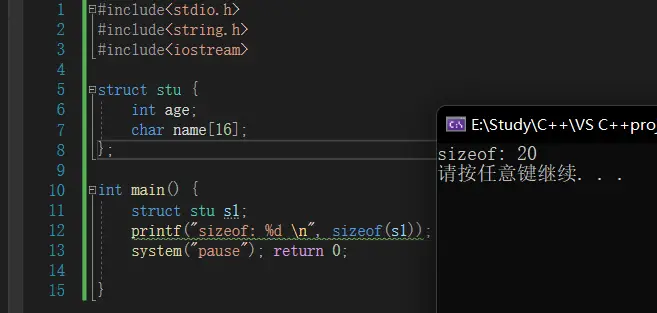 1 #include<stdio.h>
2 #include<string.h>
3 #include<iostream>
4
5 struct stu {
6 int age;
7 char name[16];
8 };
9
10 int main() {
11 struct stu s1;
12 printf("sizeof: %d \n", sizeof(s1));
13 system("pause"); return 0;
14
15 }
E:\Study\C++\VS C++proj
sizeof: 20
请按任意键继续. . .